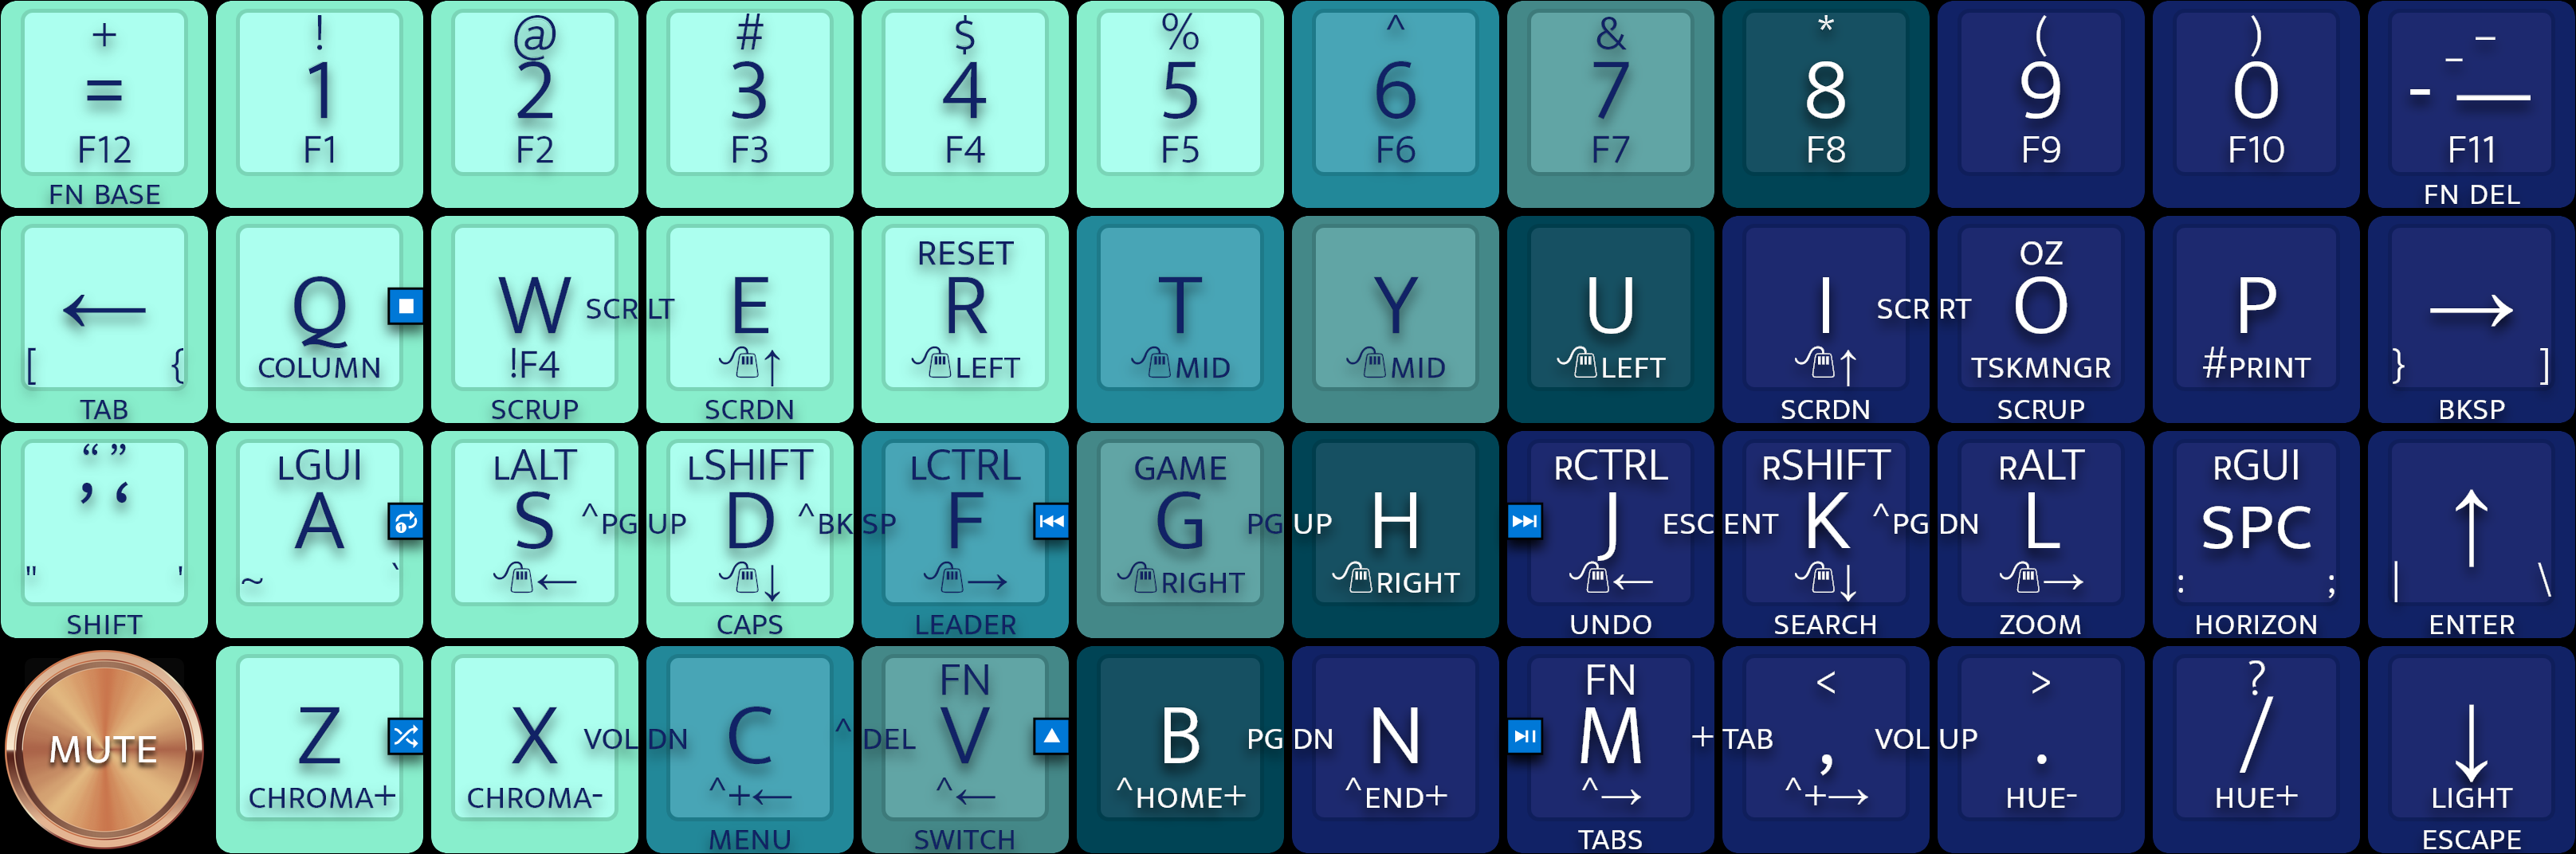 + ! @ # $ % ^ & * ( ) _ –
= 1 2 3 4 5 6 7 8 9 0 - —
F12 F1 F2 F3 F4 F5 F6 F7 F8 F9 F10 F11
FN BASE FN DEL
RESET OZ
← Q W SCR LT E R T Y U I SCR RT O P →
[ { COLUMN !F4 ↑ LEFT MID MID LEFT ↑ TSKMNGR #PRINT } ]
TAB SCRUP SCRDN SCRDN SCRUP BKSP
“ ” LGUI LALT LSHIFT LCTRL GAME RCTRL RSHIFT RALT RGUI
’ ‘ A S ^PG UP D ^BK SP F G PG UP H J ESC ENT K ^PG DN L SPC ↑
" ' ~ ` ← ↓ → RIGHT RIGHT ← ↓ → : ; | \
SHIFT CAPS LEADER UNDO SEARCH ZOOM HORIZON ENTER
FN FN < > ?
MUTE Z X VOL DN C ^ DEL V B PG DN N M + TAB , VOL UP . / ↓
CHROMA+ CHROMA- ^+← ^← ^HOME+ ^END+ ^→ ^+→ HUE- HUE+ LIGHT
MENU SWITCH TABS ESCAPE